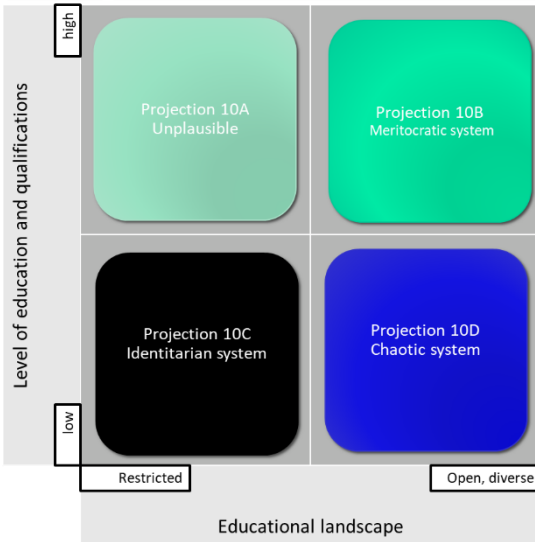 high
Level of education and qualifications
low
Projection 10A
Unplausible
Projection 10B
Meritocratic system
Projection 10C
Identitarian system
Projection 10D
Chaotic system
Restricted
Open, diverse
Educational landscape